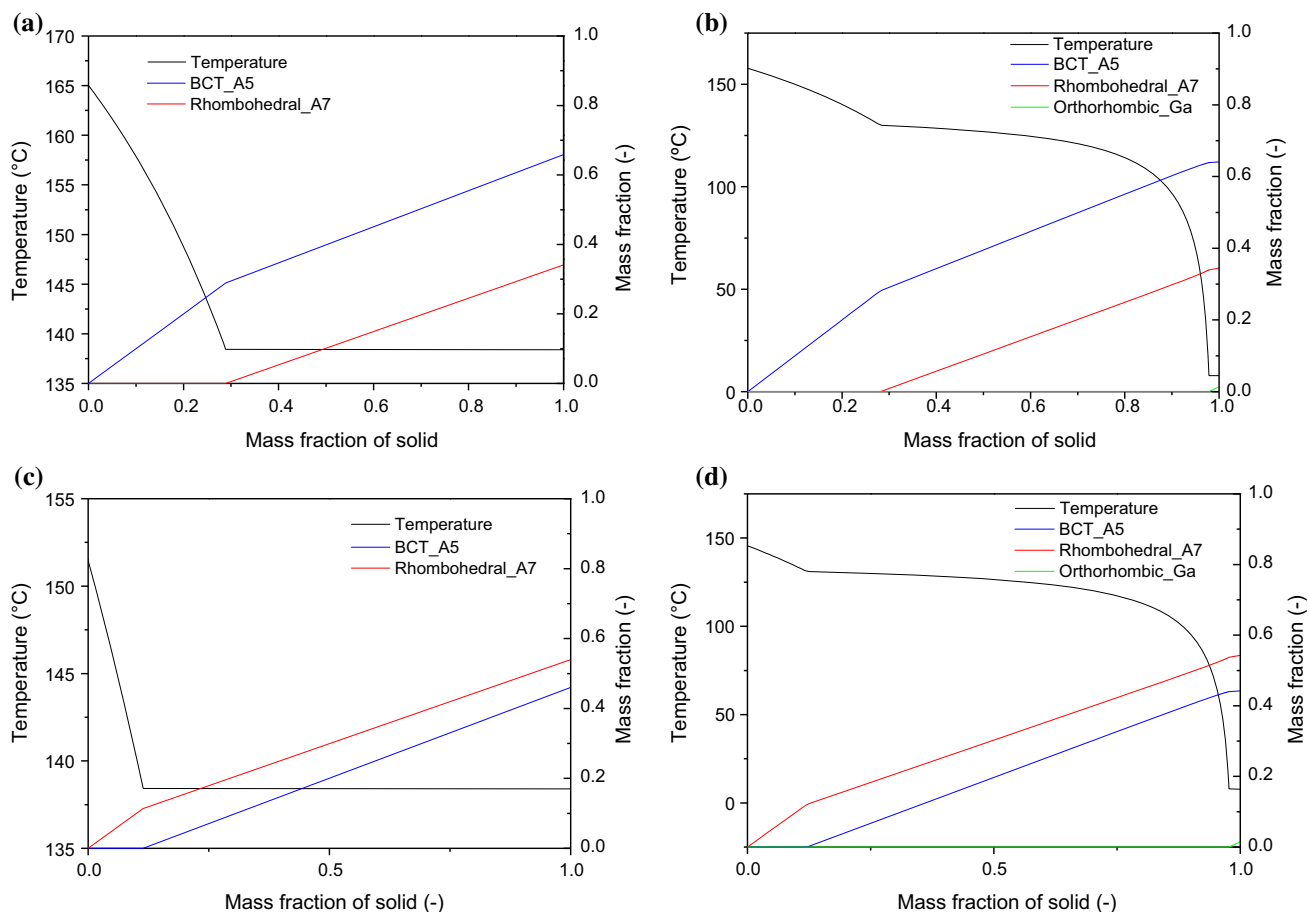 (a)
170
165
160
155
150
145
140
135
Temperature (°C)
Temperature
BCT_A5
Rhombohedral_A7
1.0
0.8
0.6
0.4
0.2
0.0
Mass fraction (-)
0.0 0.2 0.4 0.6 0.8 1.0
Mass fraction of solid
(b)
150
100
50
0
Temperature (ºC)
Temperature
BCT_A5
Rhombohedral_A7
Orthorhombic_Ga
1.0
0.8
0.6
0.4
0.2
0.0
Mass fraction (-)
0.0 0.2 0.4 0.6 0.8 1.0
Mass fraction of solid
(c)
155
150
145
140
135
Temperature (°C)
Temperature
BCT_A5
Rhombohedral_A7
1.0
0.8
0.6
0.4
0.2
0.0
Mass fraction (-)
0.0 0.5 1.0
Mass fraction of solid (-)
(d)
150
100
50
0
Temperature (°C)
Temperature
BCT_A5
Rhombohedral_A7
Orthorhombic_Ga
1.0
0.8
0.6
0.4
0.2
0.0
Mass fraction (-)
0.0 0.5 1.0
Mass fraction of solid (-)